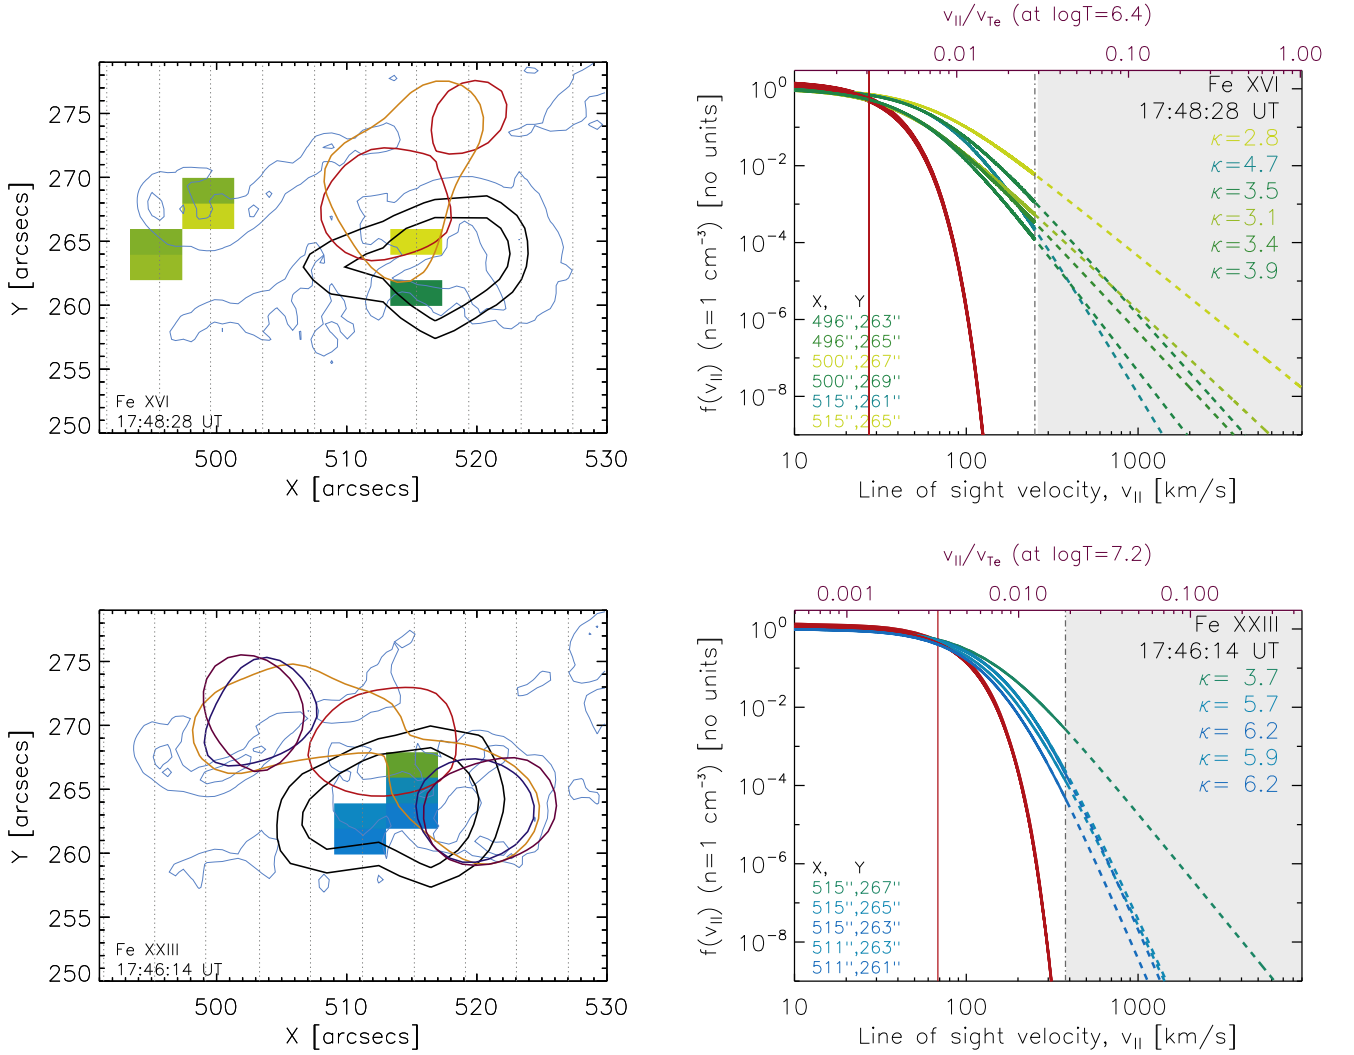 275
270
265
260
255
250
Y [arcsecs]
Fe XVI
17:48:28 UT
500 510 520 530
X [arcsecs]
v||/vTe (at logT=6.4)
0.01 0.10 1.00
10⁰
10⁻²
10⁻⁴
10⁻⁶
10⁻⁸
f(v||) (n=1 cm⁻³) [no units]
Fe XVI
17:48:28 UT
κ=2.8
κ=4.7
κ=3.5
κ=3.1
κ=3.4
κ=3.9
X, Y
496",263"
496",265"
500",267"
500",269"
515",261"
515",265"
10 100 1000
Line of sight velocity, v|| [km/s]
275
270
265
260
255
250
Y [arcsecs]
Fe XXIII
17:46:14 UT
500 510 520 530
X [arcsecs]
v||/vTe (at logT=7.2)
0.001 0.010 0.100
10⁰
10⁻²
10⁻⁴
10⁻⁶
10⁻⁸
f(v||) (n=1 cm⁻³) [no units]
Fe XXIII
17:46:14 UT
κ= 3.7
κ= 5.7
κ= 6.2
κ= 5.9
κ= 6.2
X, Y
515",267"
515",265"
515",263"
511",263"
511",261"
10 100 1000
Line of sight velocity, v|| [km/s]